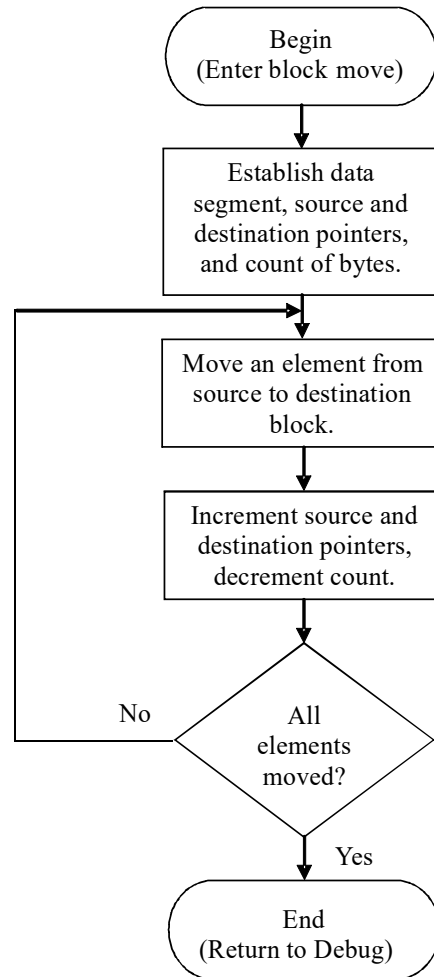 Begin
(Enter block move)
Establish data
segment, source and
destination pointers,
and count of bytes.
Move an element from
source to destination
block.
Increment source and
destination pointers,
decrement count.
No
All
elements
moved?
Yes
End
(Return to Debug)